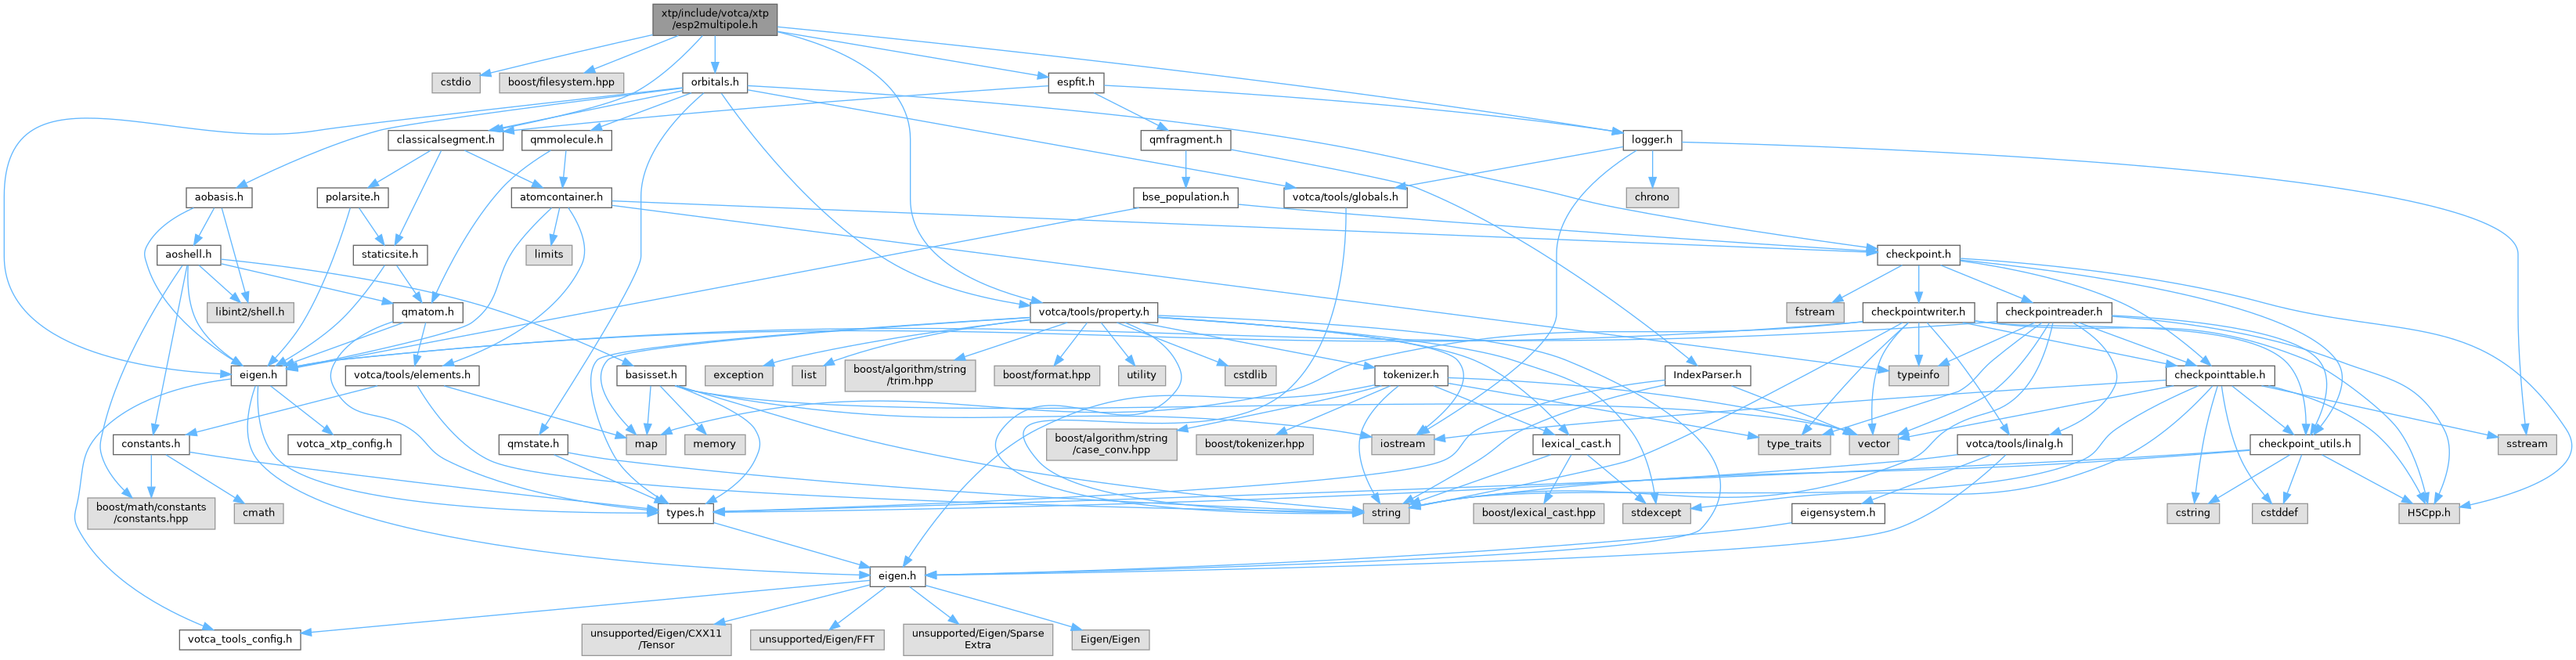 xtp/include/votca/xtp
/esp2multipole.h
cstdio
boost/filesystem.hpp
orbitals.h
espfit.h
classicalsegment.h
qmmolecule.h
qmfragment.h
logger.h
aobasis.h
polarsite.h
atomcontainer.h
bse_population.h
votca/tools/globals.h
chrono
aoshell.h
staticsite.h
limits
checkpoint.h
libint2/shell.h
qmatom.h
votca/tools/property.h
fstream
checkpointwriter.h
checkpointreader.h
eigen.h
votca/tools/elements.h
basisset.h
exception
list
boost/algorithm/string
/trim.hpp
boost/format.hpp
utility
cstdlib
tokenizer.h
IndexParser.h
typeinfo
checkpointtable.h
constants.h
votca_xtp_config.h
qmstate.h
map
memory
boost/algorithm/string
/case_conv.hpp
boost/tokenizer.hpp
iostream
lexical_cast.h
type_traits
vector
votca/tools/linalg.h
checkpoint_utils.h
sstream
boost/math/constants
/constants.hpp
cmath
types.h
string
boost/lexical_cast.hpp
stdexcept
eigensystem.h
cstring
cstddef
H5Cpp.h
eigen.h
votca_tools_config.h
unsupported/Eigen/CXX11
/Tensor
unsupported/Eigen/FFT
unsupported/Eigen/Sparse
Extra
Eigen/Eigen